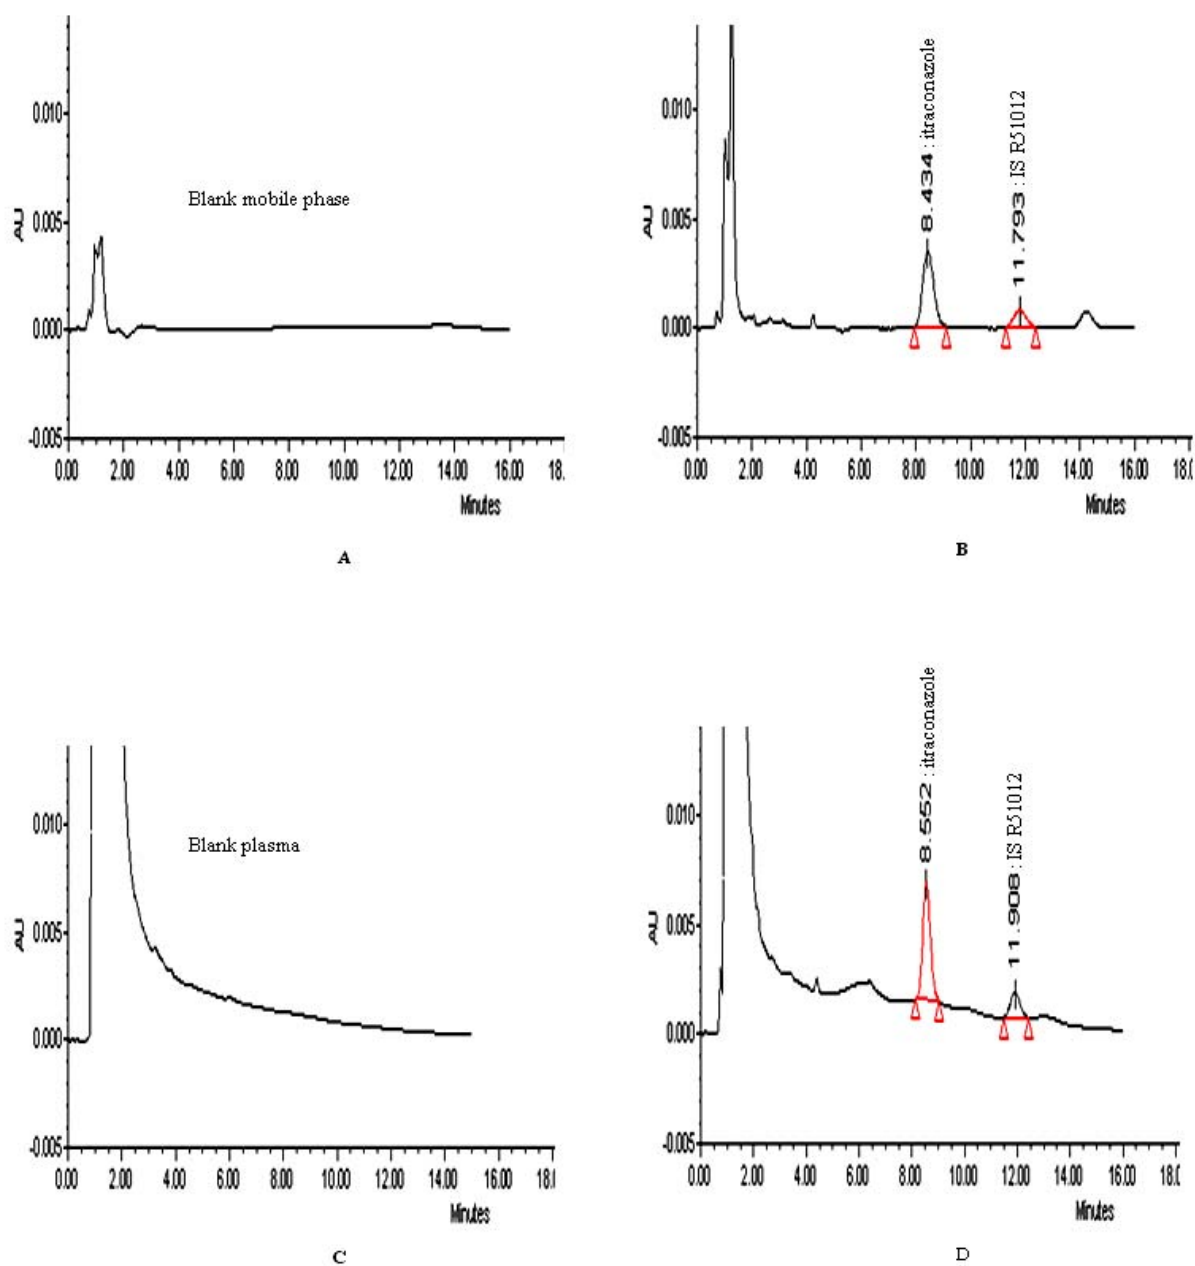 0.010
0.005
0.000
-0.005
AU
Blank mobile phase
0.00 2.00 4.00 6.00 8.00 10.00 12.00 14.00 16.00 18.
Minutes
A
0.010
0.005
0.000
-0.005
AU
8.434 : itraconazole
11.793 : IS R51012
0.00 2.00 4.00 6.00 8.00 10.00 12.00 14.00 16.00 18.0
Minutes
B
0.010
0.005
0.000
-0.005
AU
Blank plasma
0.00 2.00 4.00 6.00 8.00 10.00 12.00 14.00 16.00 18.0
Minutes
C
0.010
0.005
0.000
-0.005
AU
8.552 : itraconazole
11.908 : IS R51012
0.00 2.00 4.00 6.00 8.00 10.00 12.00 14.00 16.00 18.0
Minutes
D